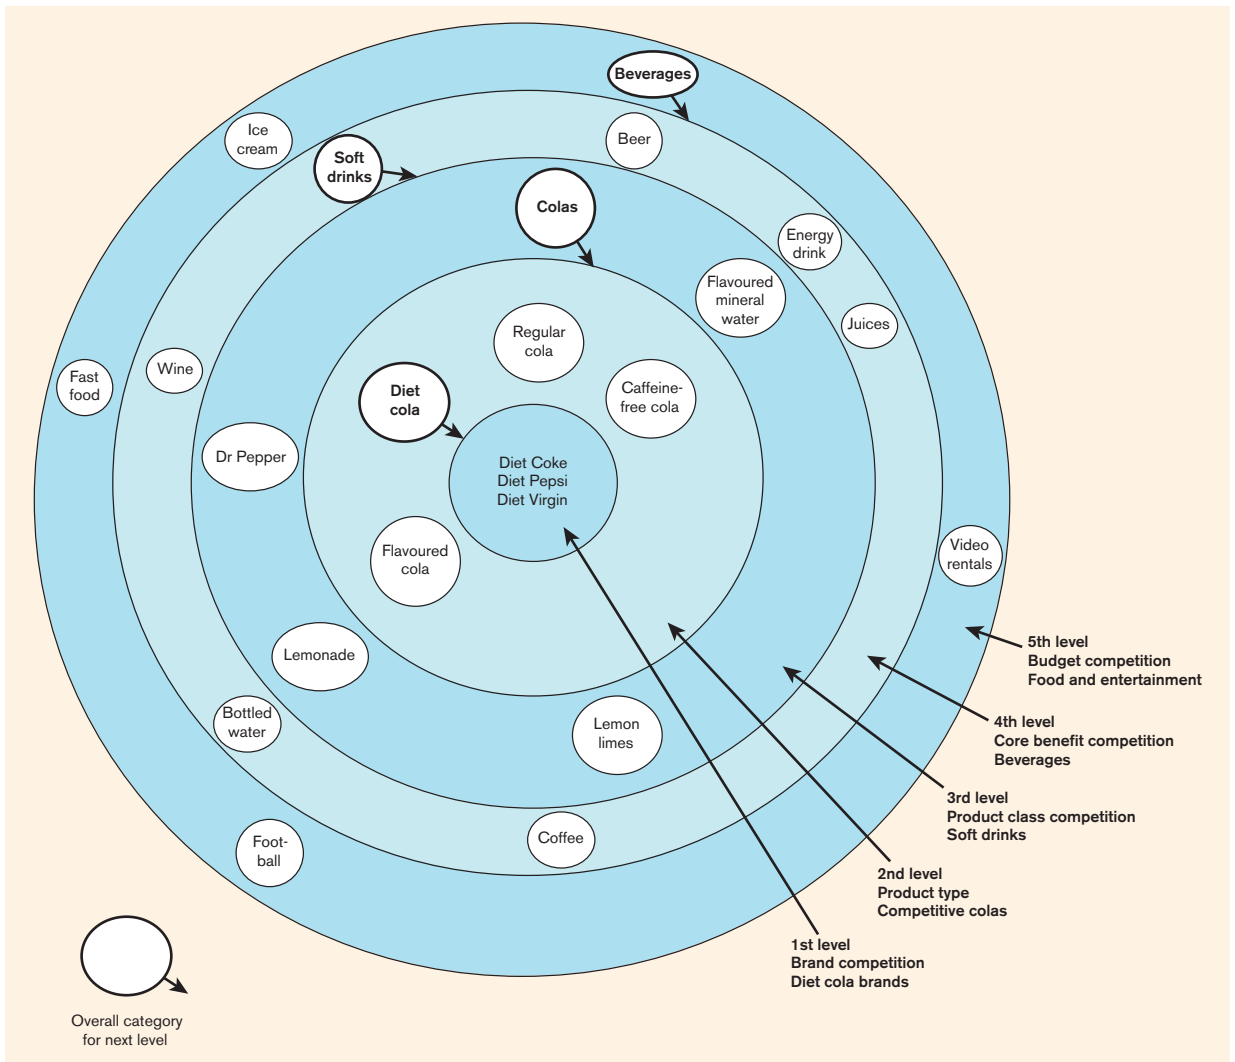 Beverages
Ice
cream
Beer
Soft
drinks
Colas
Energy
drink
Flavoured
mineral
water
Juices
Regular
cola
Wine
Fast
food
Diet
cola
Caffeine-
free cola
Dr Pepper
Diet Coke
Diet Pepsi
Diet Virgin
Flavoured
cola
Video
rentals
Lemonade
5th level
Budget competition
Food and entertainment
Bottled
water
Lemon
limes
4th level
Core benefit competition
Beverages
3rd level
Product class competition
Soft drinks
Coffee
Foot-
ball
2nd level
Product type
Competitive colas
1st level
Brand competition
Diet cola brands
Overall category
for next level